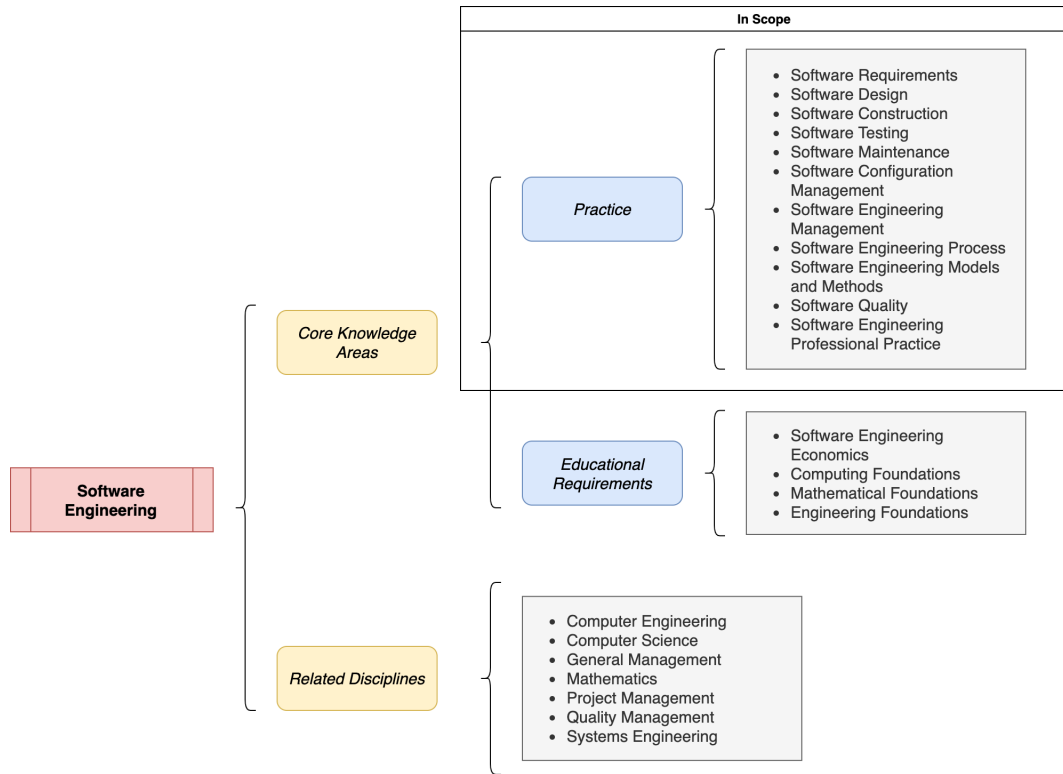 In Scope
• Software Requirements
• Software Design
• Software Construction
• Software Testing
• Software Maintenance
• Software Configuration
Management
• Software Engineering
Management
• Software Engineering Process
• Software Engineering Models
and Methods
• Software Quality
• Software Engineering
Professional Practice
Practice
Core Knowledge
Areas
Educational
Requirements
• Software Engineering
Economics
• Computing Foundations
• Mathematical Foundations
• Engineering Foundations
Software
Engineering
Related Disciplines
• Computer Engineering
• Computer Science
• General Management
• Mathematics
• Project Management
• Quality Management
• Systems Engineering